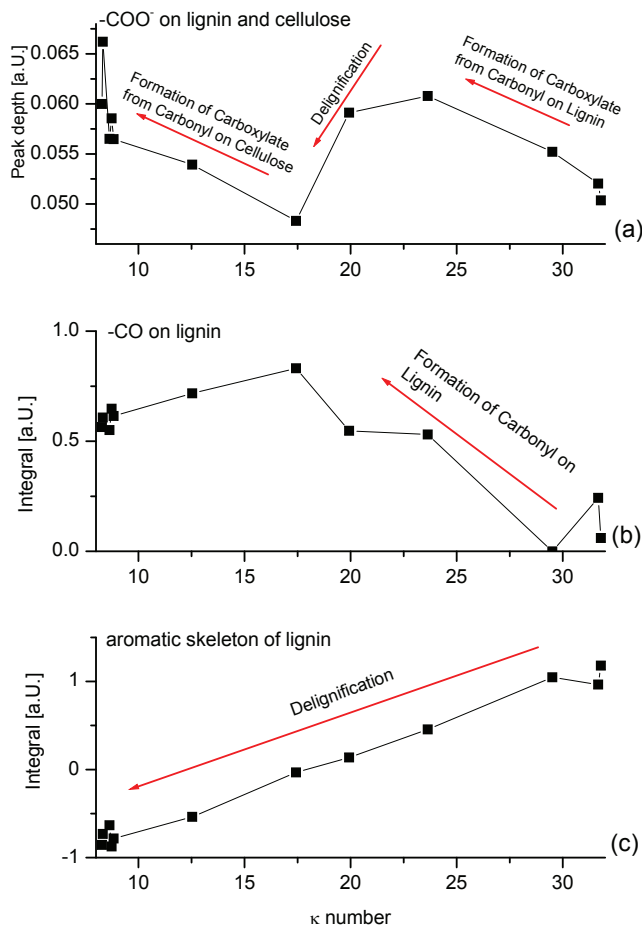 -COO⁻ on lignin and cellulose
0.065
0.060
0.055
0.050
Peak depth [a.U.]
Formation of Carboxylate
from Carbonyl on Cellulose
Delignification
Formation of Carboxylate
from Carbonyl on Lignin
10
15
20
25
30
(a)
-CO on lignin
1.0
0.5
0.0
Integral [a.U.]
Formation of Carbonyl on
Lignin
10
15
20
25
30
(b)
aromatic skeleton of lignin
1
0
-1
Integral [a.U.]
Delignification
10
15
20
25
30
(c)
κ number